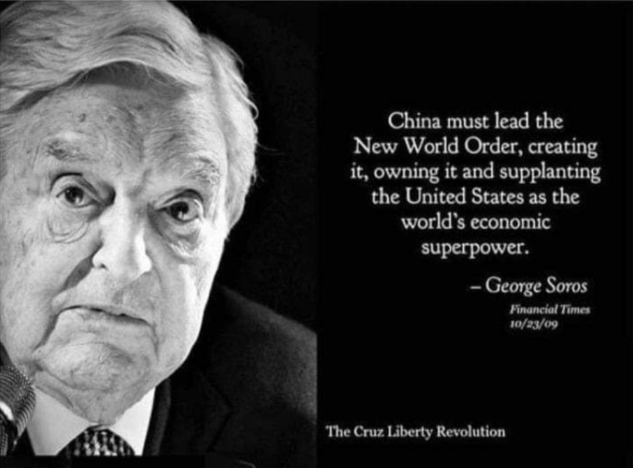 China must lead the
New World Order, creating
it, owning it and supplanting
the United States as the
world's economic
superpower.
– George Soros
Financial Times
10/23/09
The Cruz Liberty Revolution